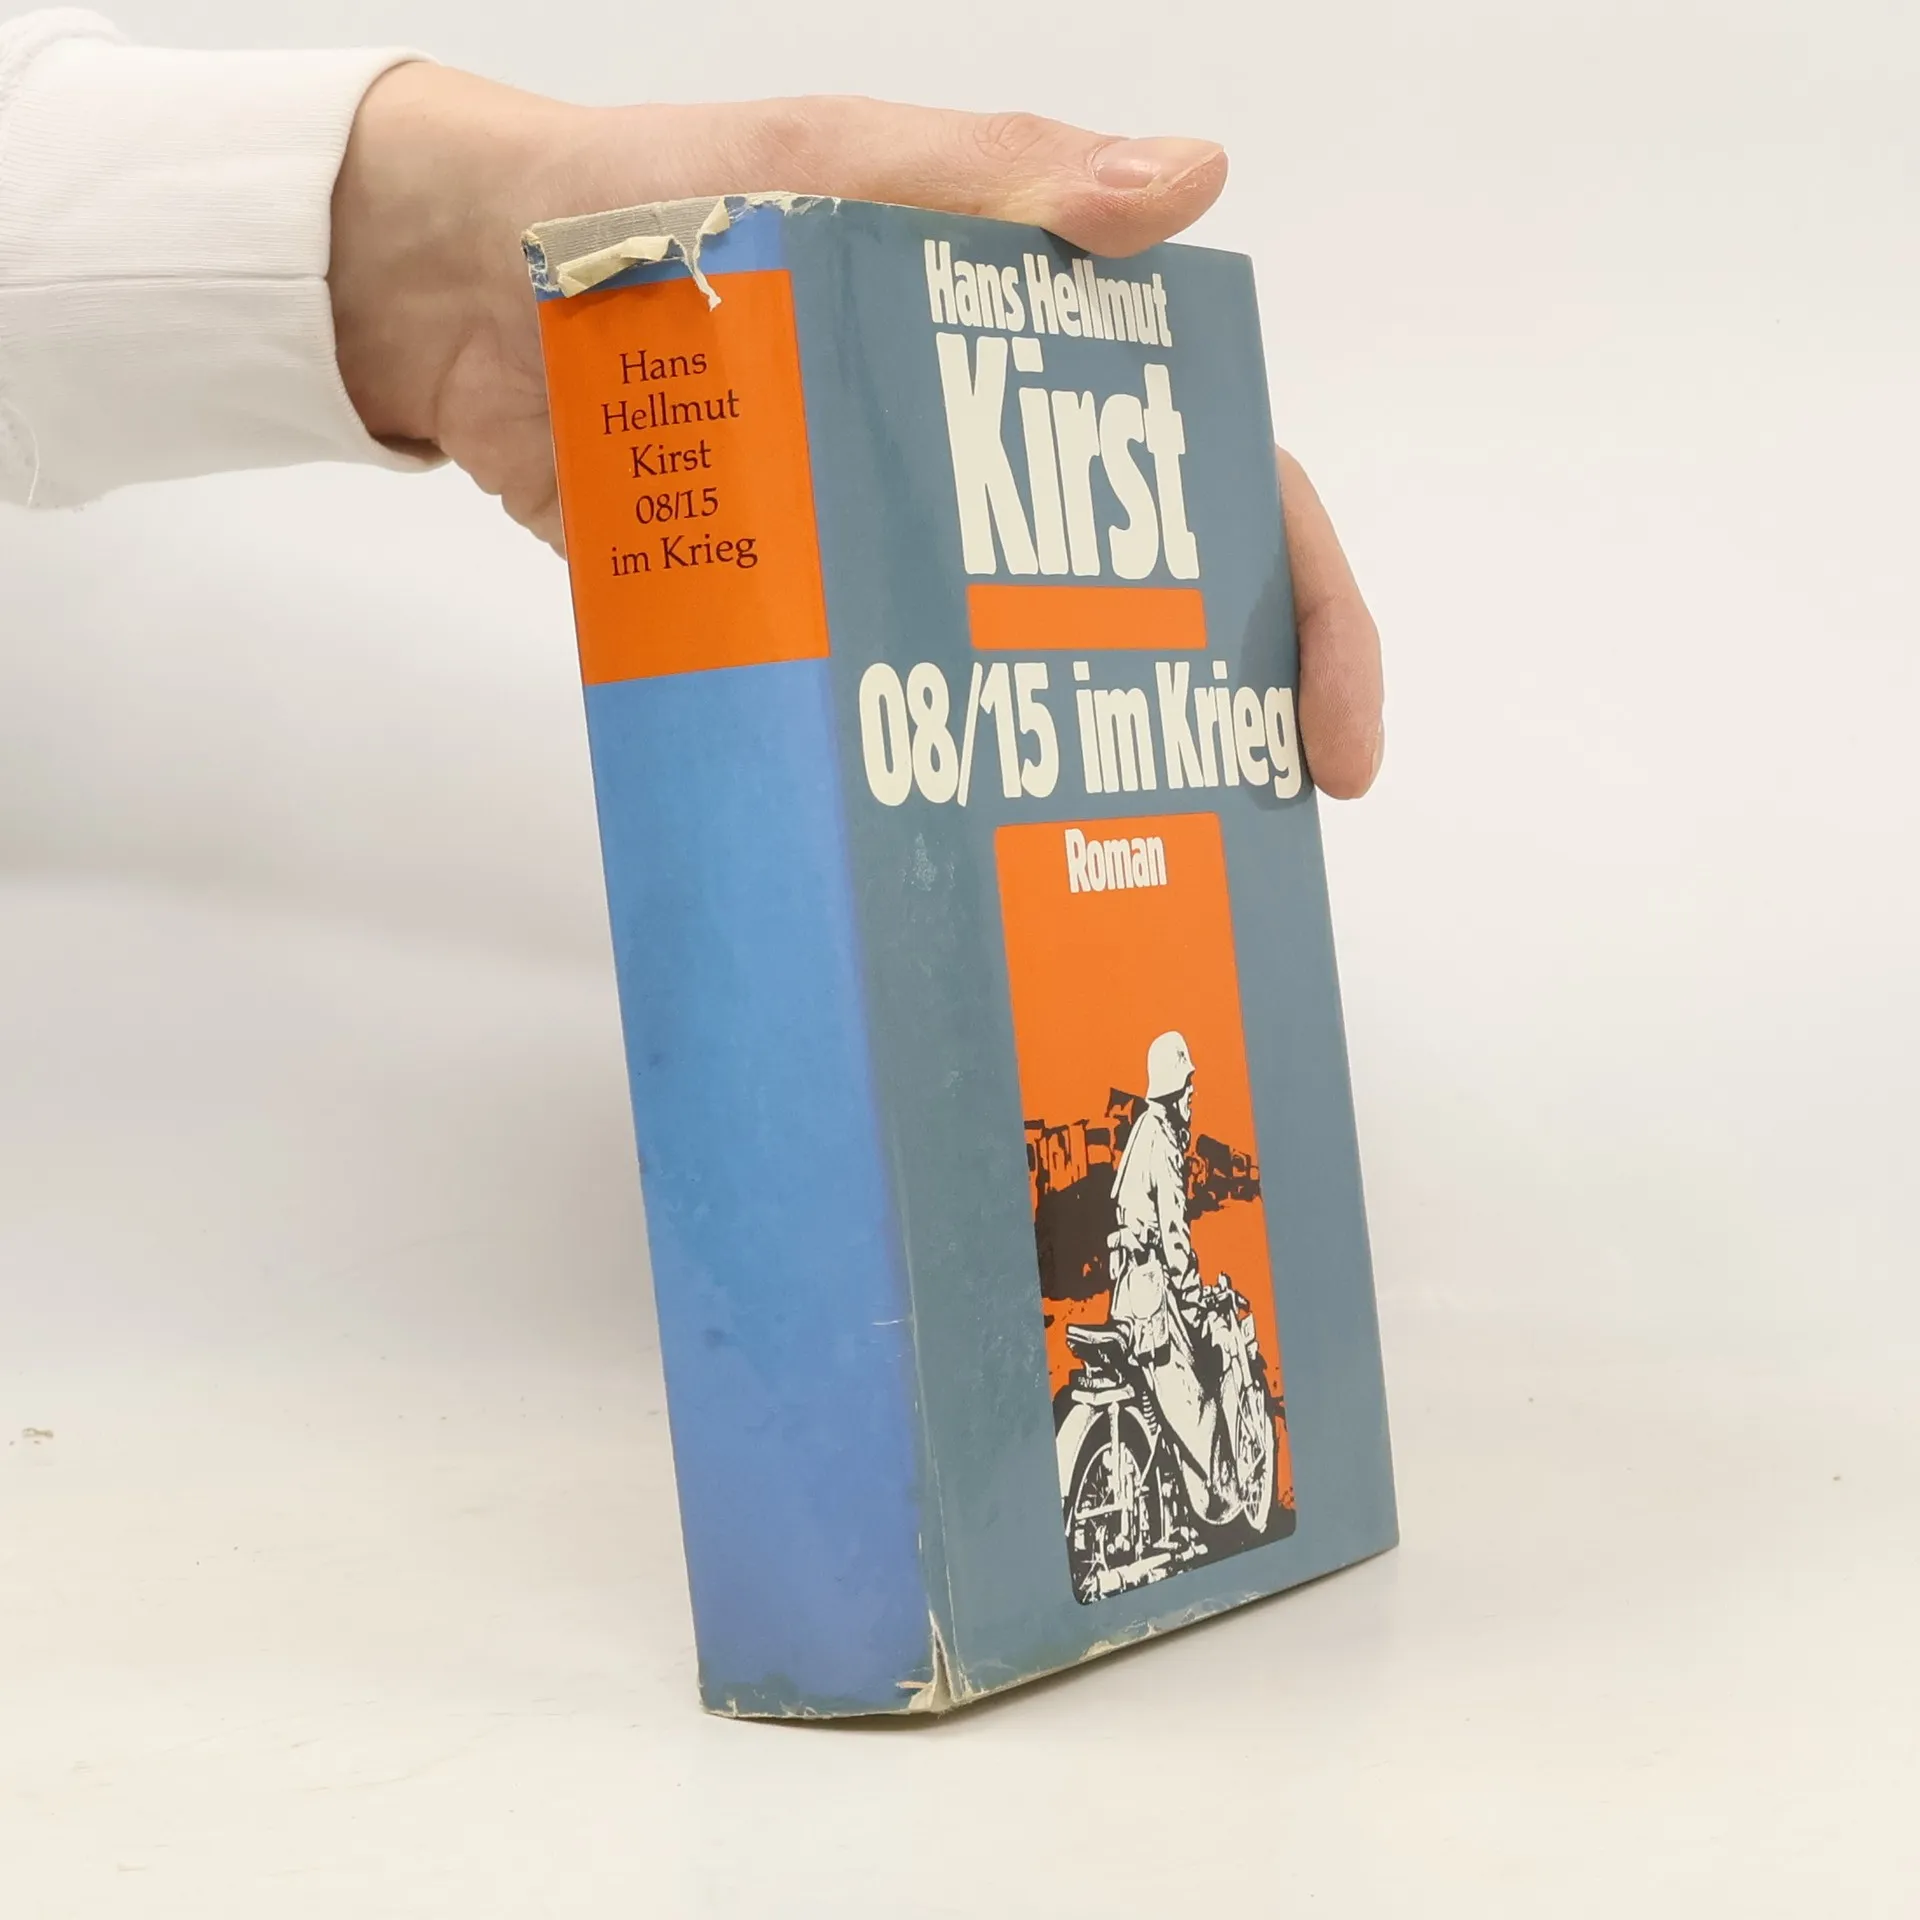 Hans
Hellmut
Kirst
08/15
im Krieg
Hans Hellmut
Kirst
08/15 im Krieg
Roman